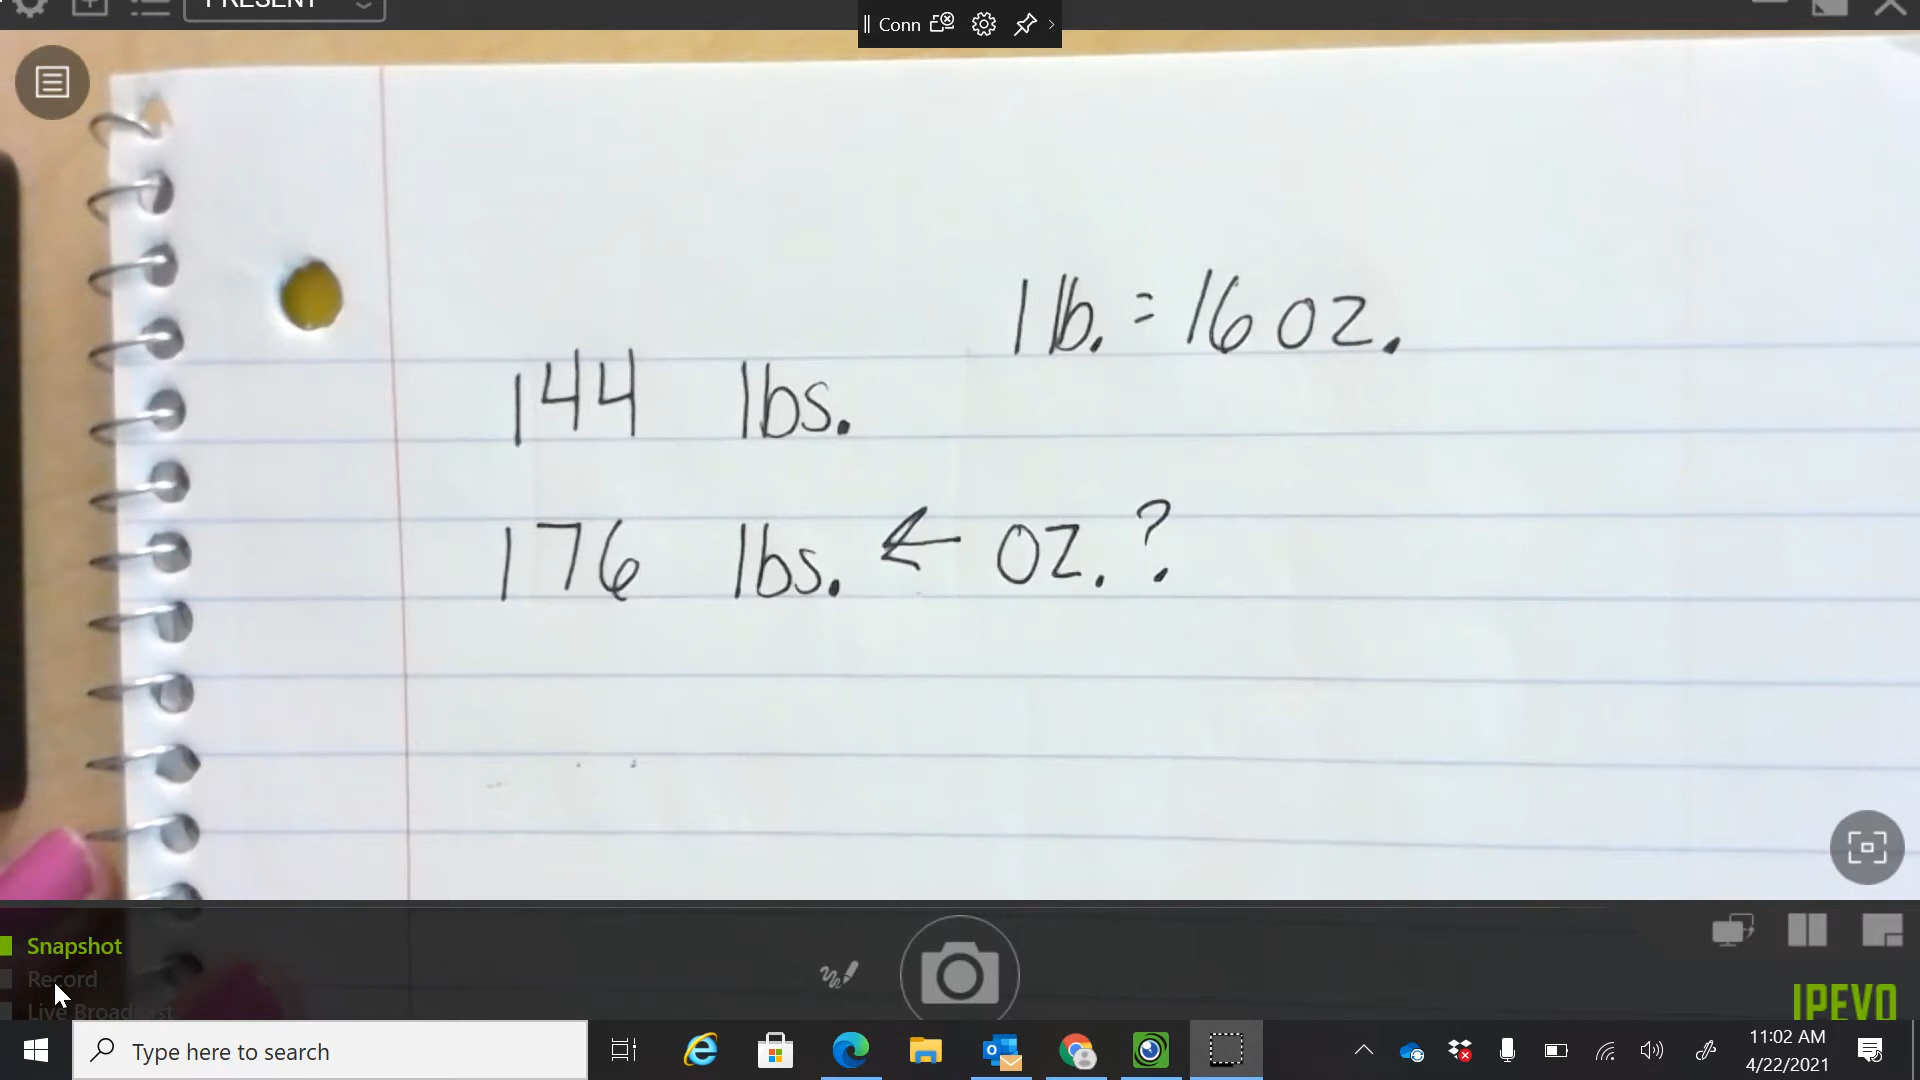 PRESENT
Conn
1 lb. = 16 oz.
144 lbs.
176 lbs. ← oz. ?
Snapshot
Record
Live Broadcast
IPEVO
Type here to search
11:02 AM
4/22/2021